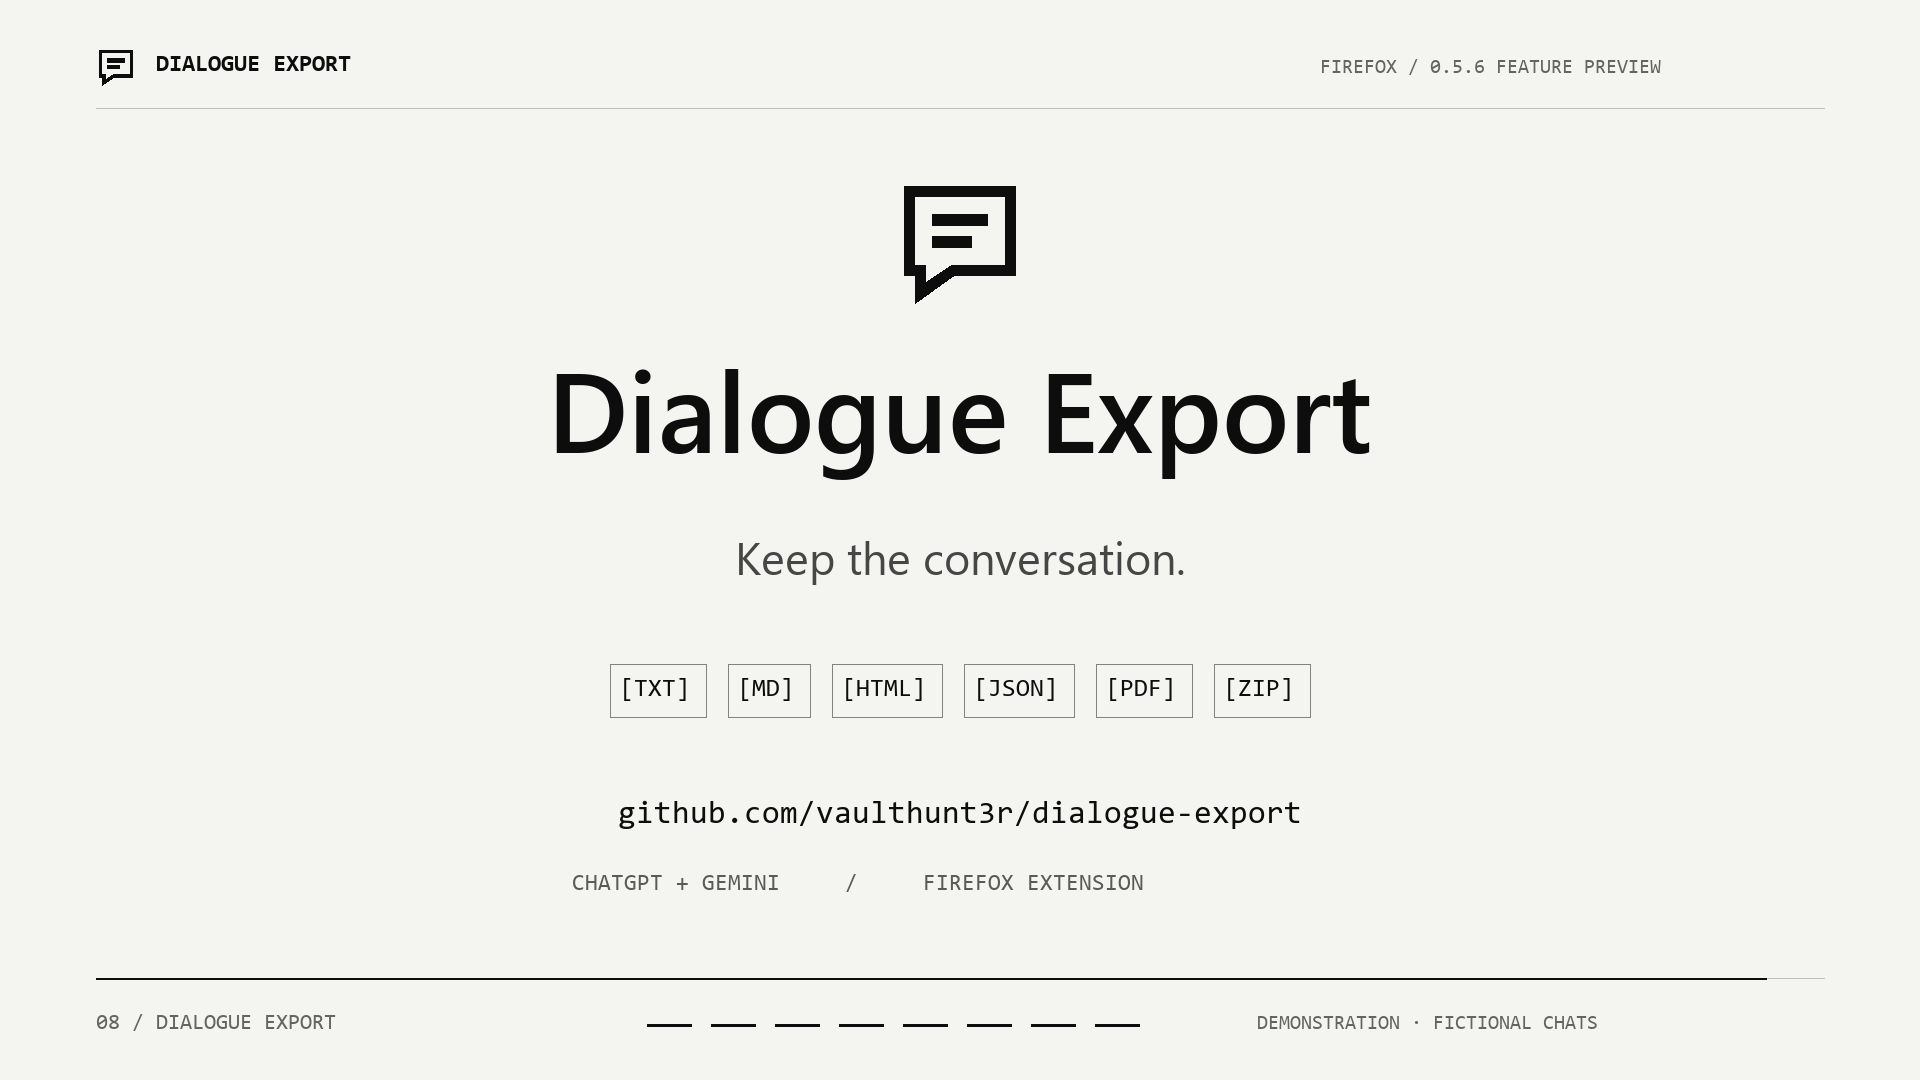 DIALOGUE EXPORT
FIREFOX / 0.5.6 FEATURE PREVIEW
Dialogue Export
Keep the conversation.
[TXT] [MD] [HTML] [JSON] [PDF] [ZIP]
github.com/vaulthunt3r/dialogue-export
CHATGPT + GEMINI / FIREFOX EXTENSION
08 / DIALOGUE EXPORT
DEMONSTRATION · FICTIONAL CHATS